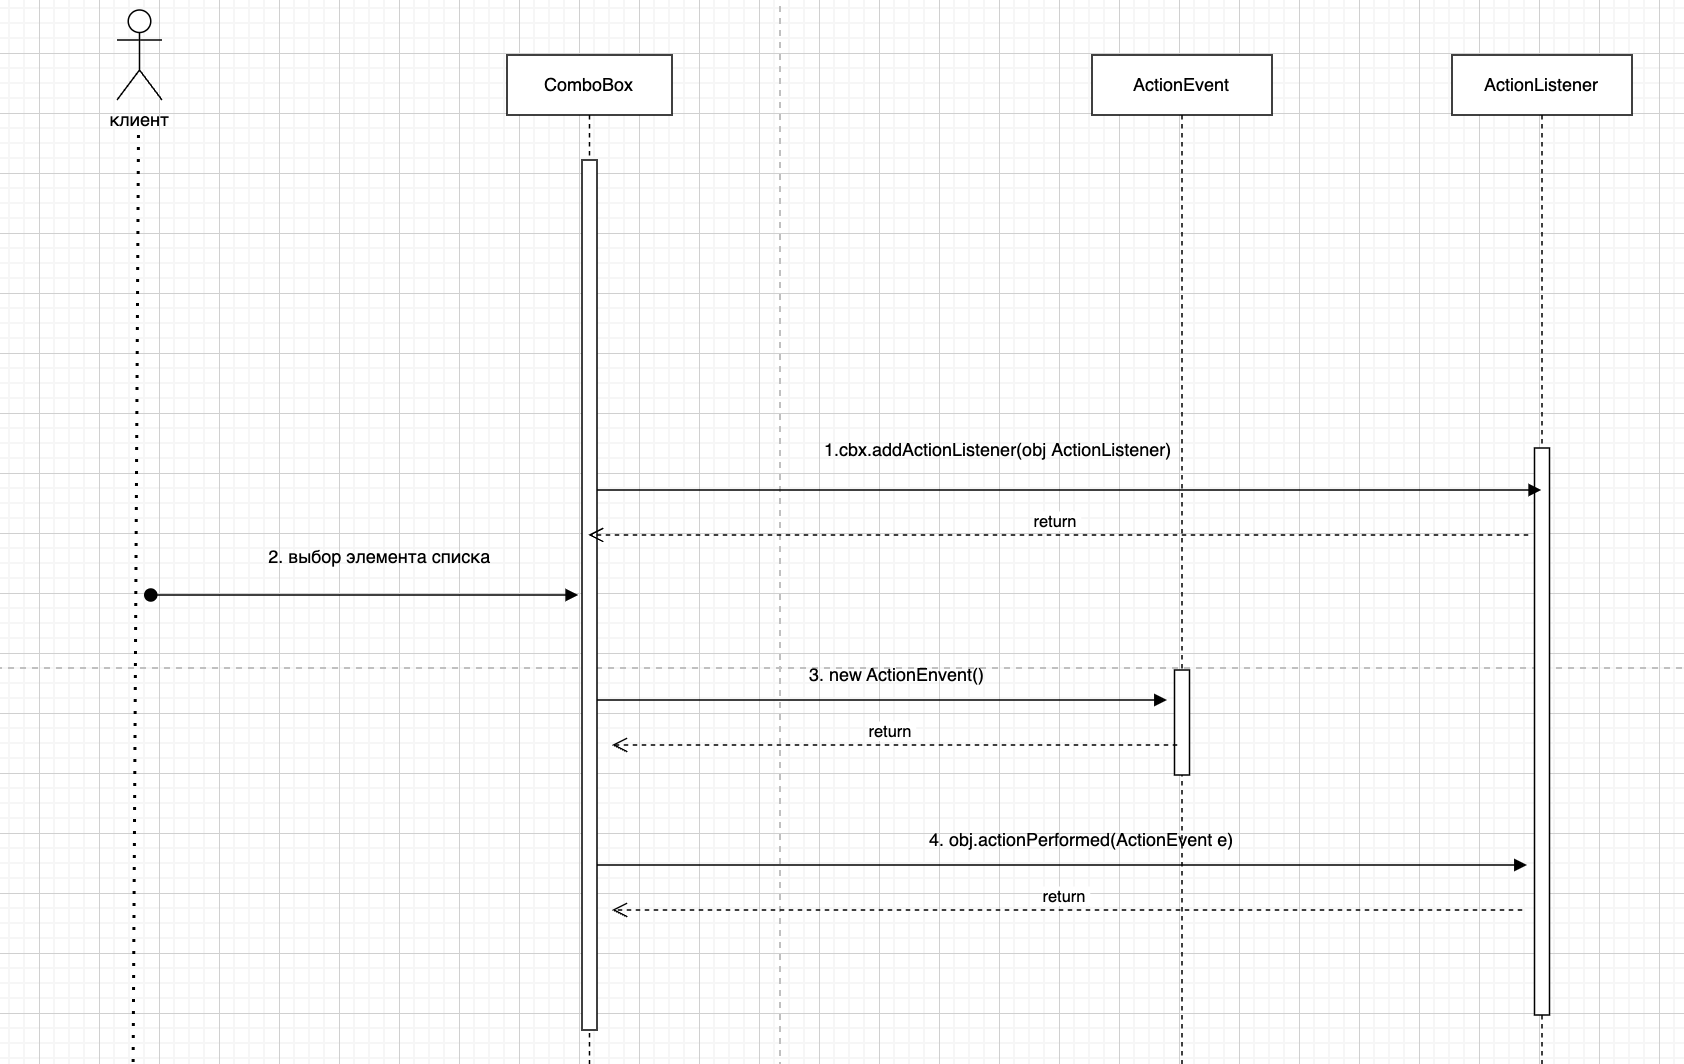 клиент
ComboBox
ActionEvent
ActionListener
1.cbx.addActionListener(obj ActionListener)
return
2. выбор элемента списка
3. new ActionEnvent()
return
4. obj.actionPerformed(ActionEvent e)
return